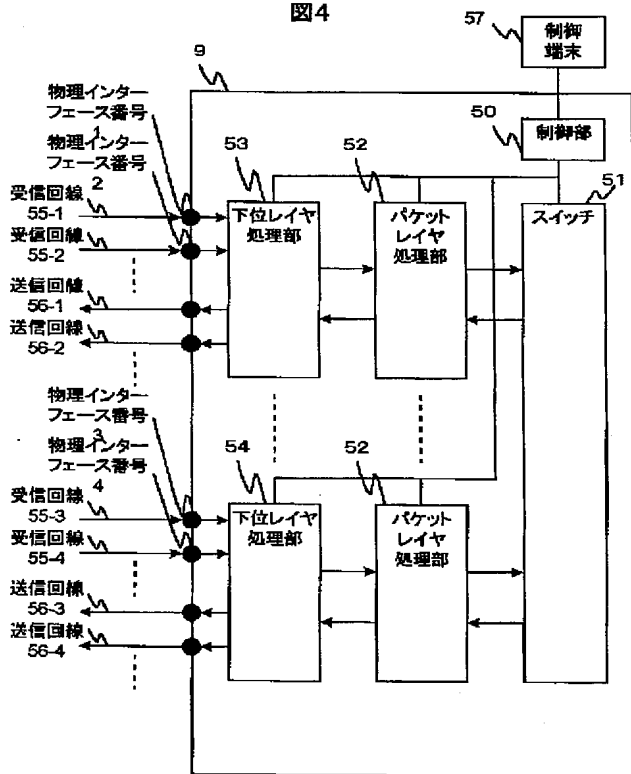 図4
57
制御
端末
9
物理インター
フェース番号
1
物理インター
フェース番号
2
50
制御部
53
52
51
受信回線
55-1
受信回線
55-2
送信回線
56-1
送信回線
56-2
下位レイヤ
処理部
パケット
レイヤ
処理部
スイッチ
物理インター
フェース番号
3
物理インター
フェース番号
4
54
52
受信回線
55-3
受信回線
55-4
送信回線
56-3
送信回線
56-4
下位レイヤ
処理部
パケット
レイヤ
処理部